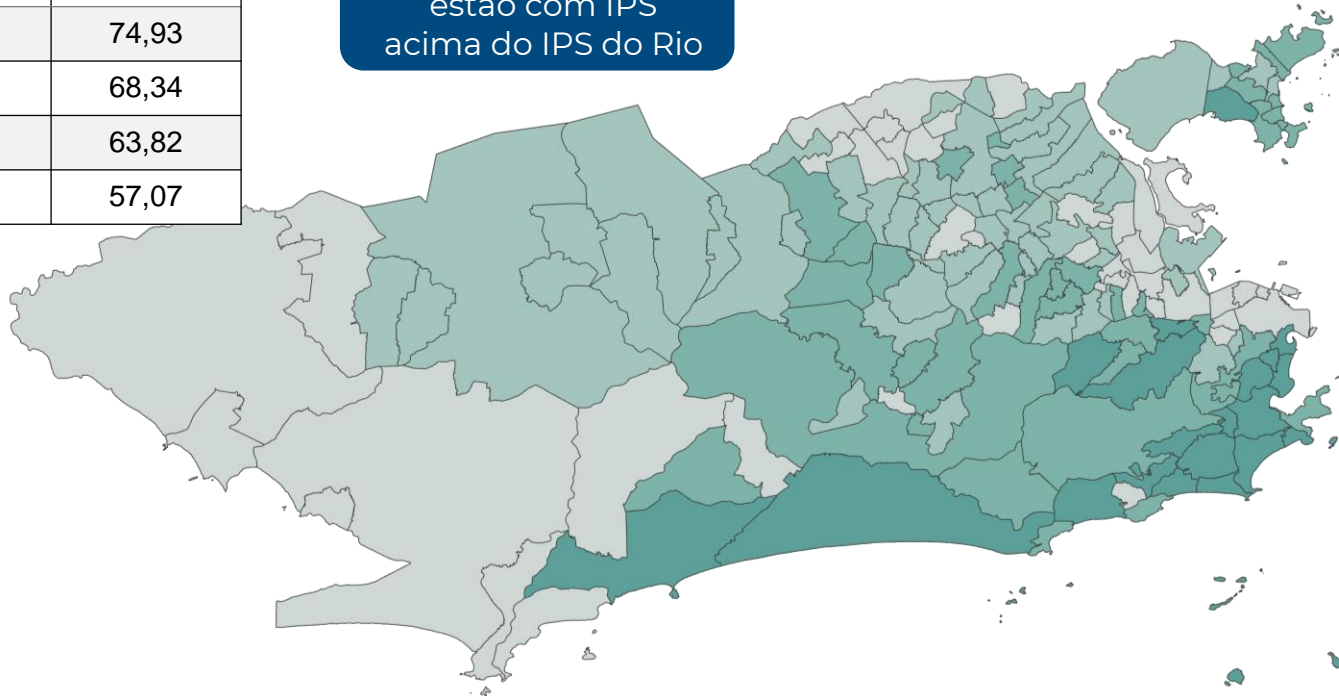 estão com IPS
acima do IPS do Rio
74,93
68,34
63,82
57,07